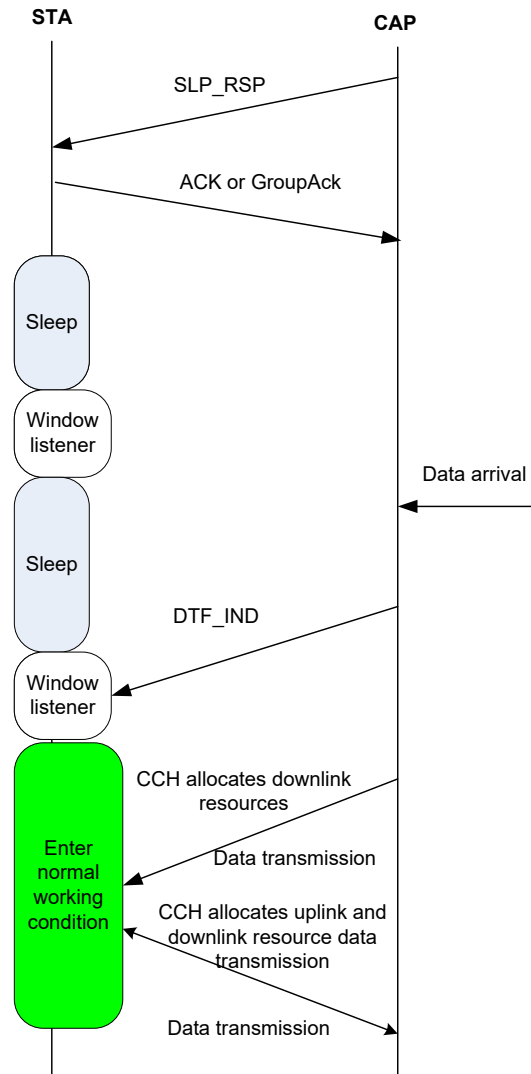 STA
CAP
SLP_RSP
ACK or GroupAck
Sleep
Window
listener
Data arrival
Sleep
DTF_IND
Window
listener
CCH allocates downlink
resources
Data transmission
Enter
normal
working
condition
CCH allocates uplink and
downlink resource data
transmission
Data transmission